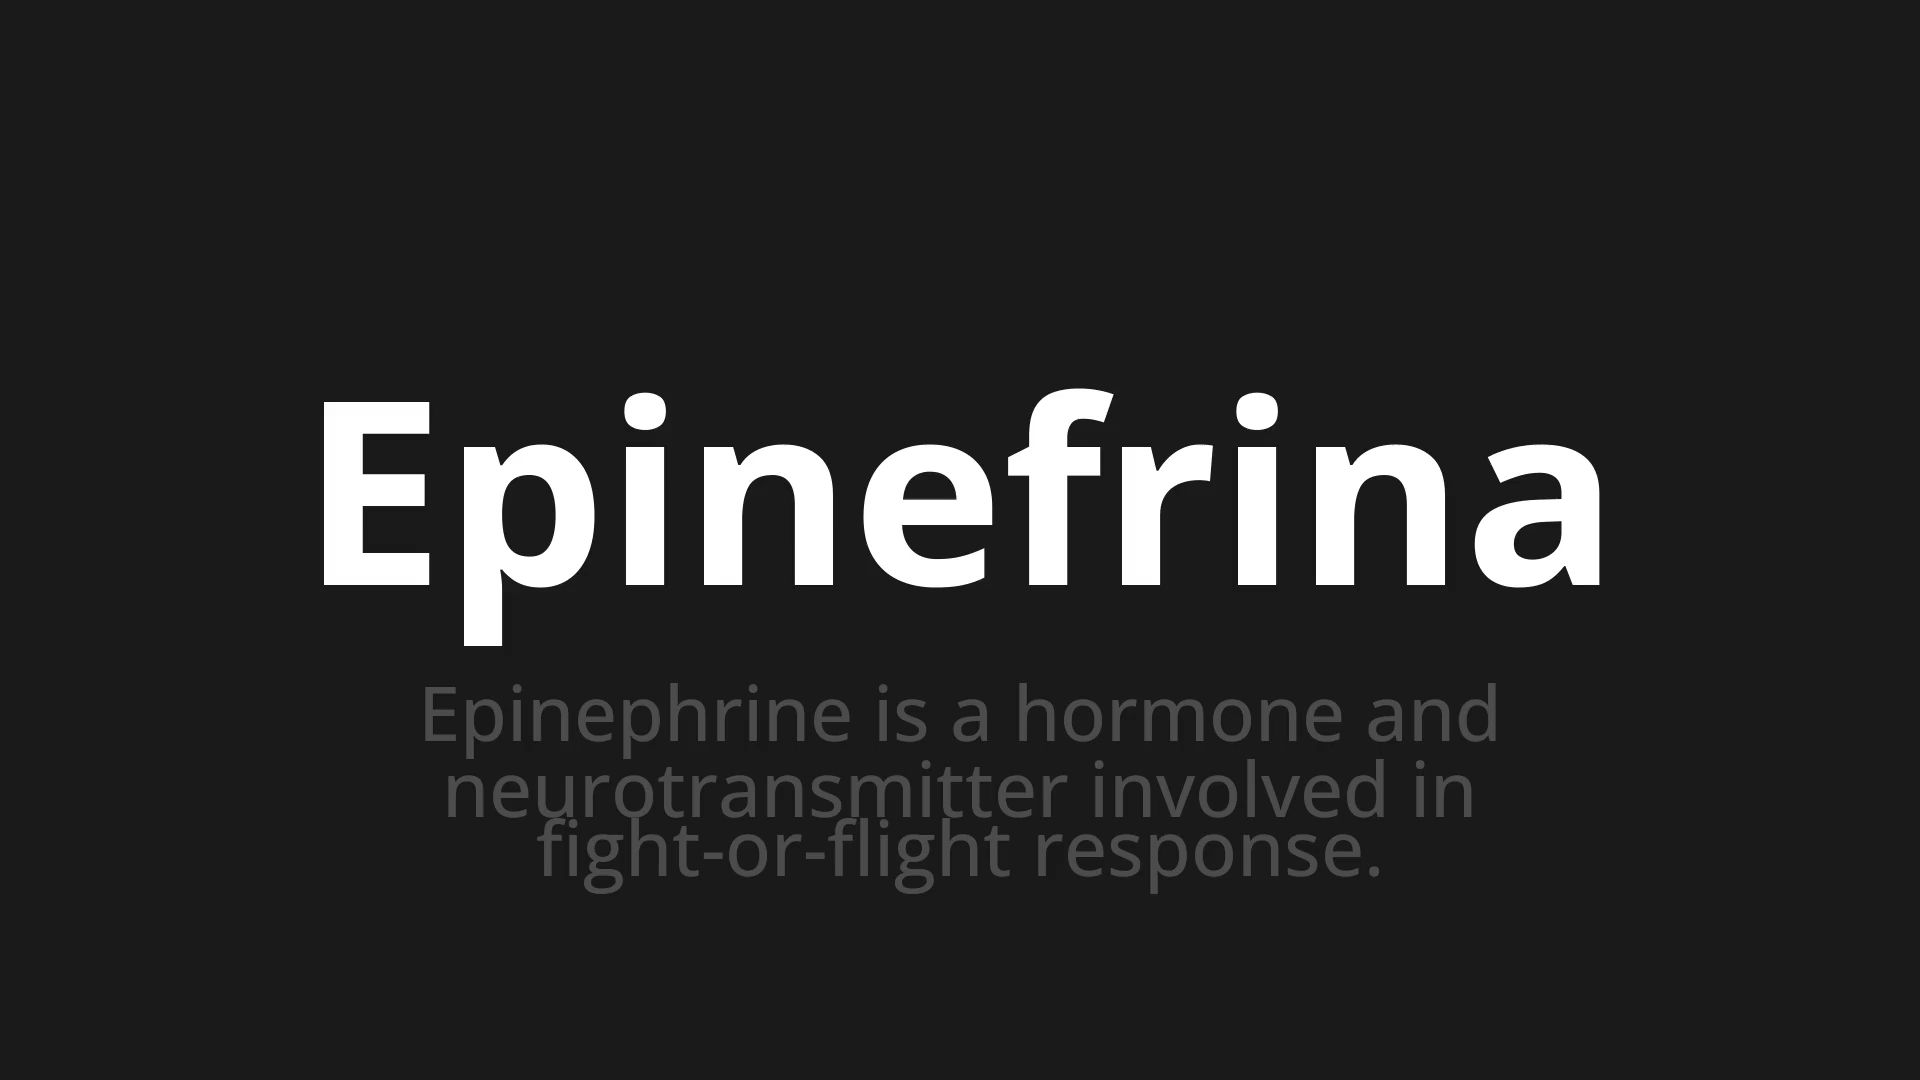 Epinefrina
Epinephrine is a hormone and
neurotransmitter involved in
fight-or-flight response.